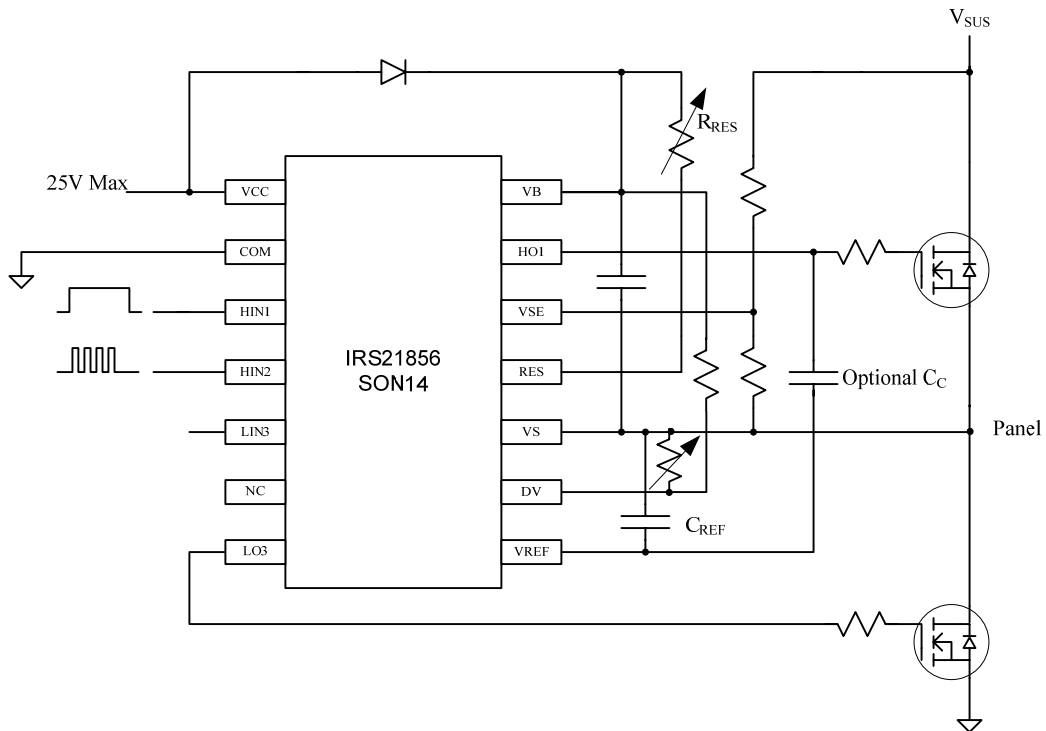 VSUS
RRES
25V Max
VCC
VB
COM
HO1
HIN1
VSE
HIN2
RES
IRS21856
SON14
Optional CC
LIN3
VS
Panel
NC
DV
CREF
LO3
VREF